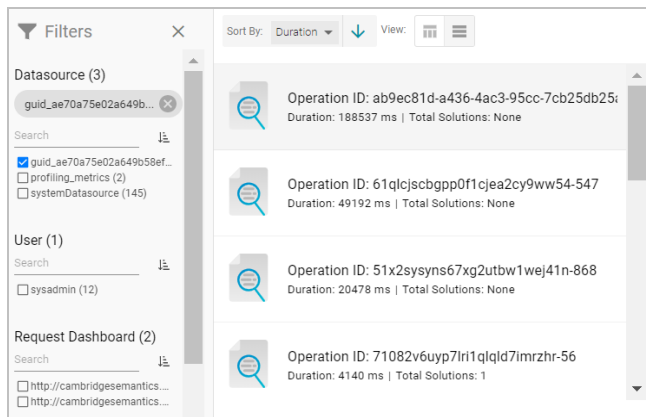 Filters
Datasource (3)
guid_ae70a75e02a649b...
Search
guid_ae70a75e02a649b58ef...
profiling_metrics (2)
systemDatasource (145)
User (1)
Search
sysadmin (12)
Request Dashboard (2)
Search
http://cambridgesemantics....
http://cambridgesemantics....
Sort By: Duration View:
Operation ID: ab9ec81d-a436-4ac3-95cc-7cb25db25a
Duration: 188537 ms | Total Solutions: None
Operation ID: 61qlcjscbgpp0f1cjea2cy9ww54-547
Duration: 49192 ms | Total Solutions: None
Operation ID: 51x2sysyns67xg2utbw1wej41n-868
Duration: 20478 ms | Total Solutions: None
Operation ID: 71082v6uyp7lri1qlqld7imrzhr-56
Duration: 4140 ms | Total Solutions: 1